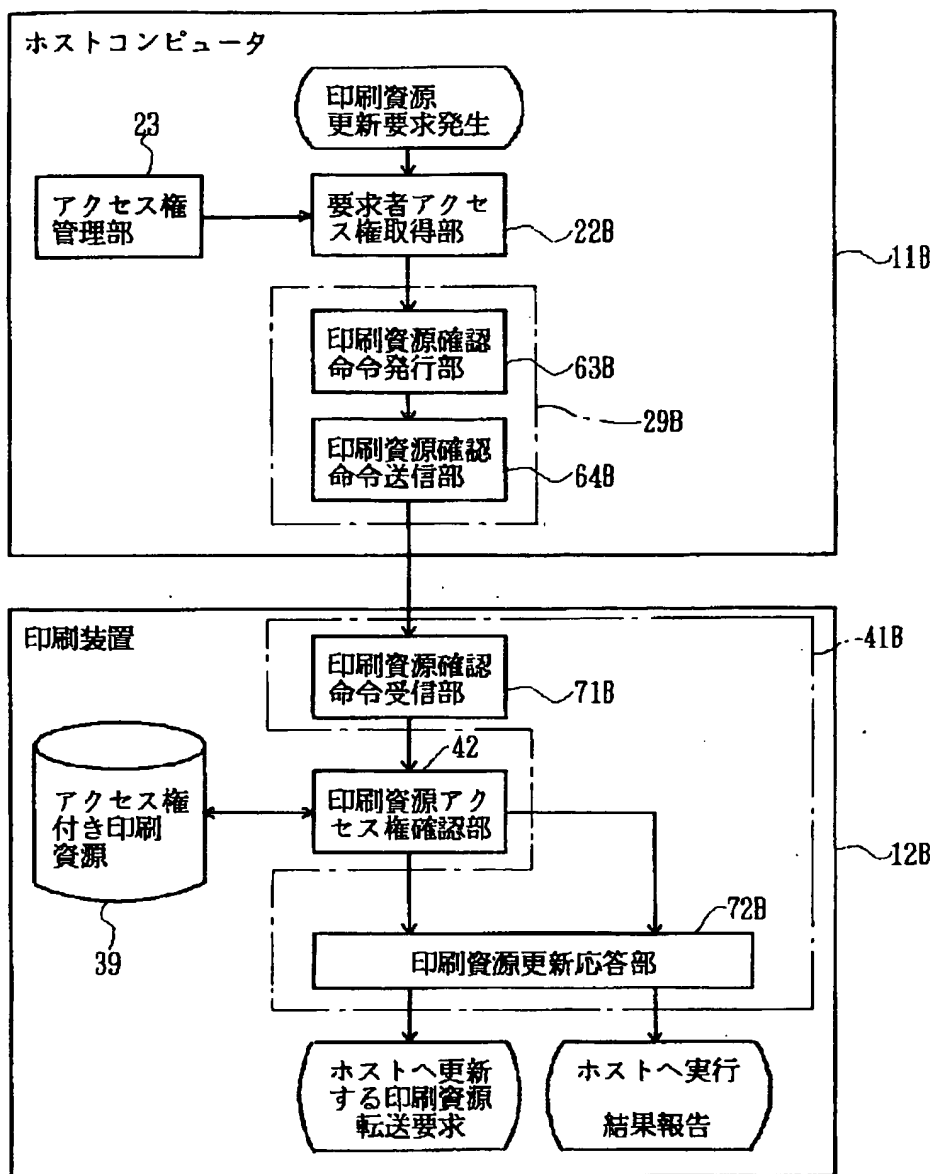 ホストコンピュータ
印刷資源
更新要求発生
23
アクセス権
管理部
要求者アクセ
ス権取得部
22B
11B
印刷資源確認
命令発行部
63B
29B
印刷資源確認
命令送信部
64B
印刷装置
41B
印刷資源確認
命令受信部
71B
42
アクセス権
付き印刷
資源
印刷資源アク
セス権確認部
12B
39
72B
印刷資源更新応答部
ホストへ更新
する印刷資源
転送要求
ホストへ実行
結果報告